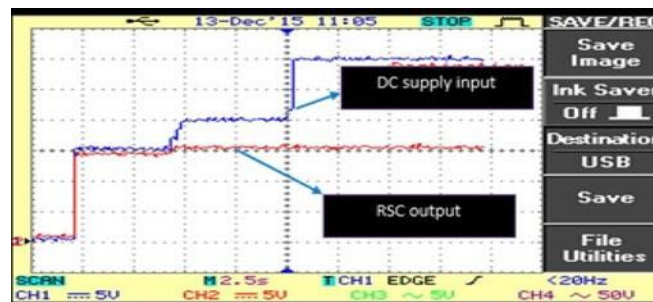 13-Dec'15 11:05 STOP SAVE/REC
Save
Image
DC supply input
Ink Saver
Off
Destination
USB
RSC output
Save
File
Utilities
SCAN M 2.5s T CH1 EDGE <20Hz
CH1 5V CH2 5V CH3 ~ 5V CH4 ~ 50V